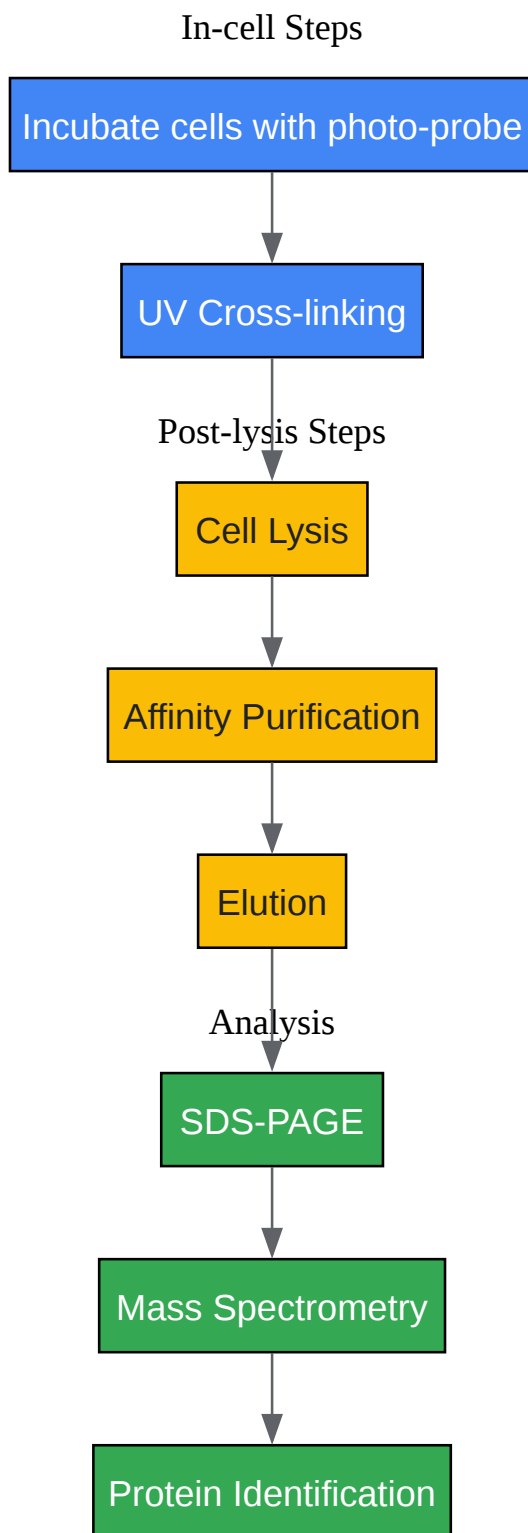 In-cell Steps
Incubate cells with photo-probe
UV Cross-linking
Post-lysis Steps
Cell Lysis
Affinity Purification
Elution
Analysis
SDS-PAGE
Mass Spectrometry
Protein Identification